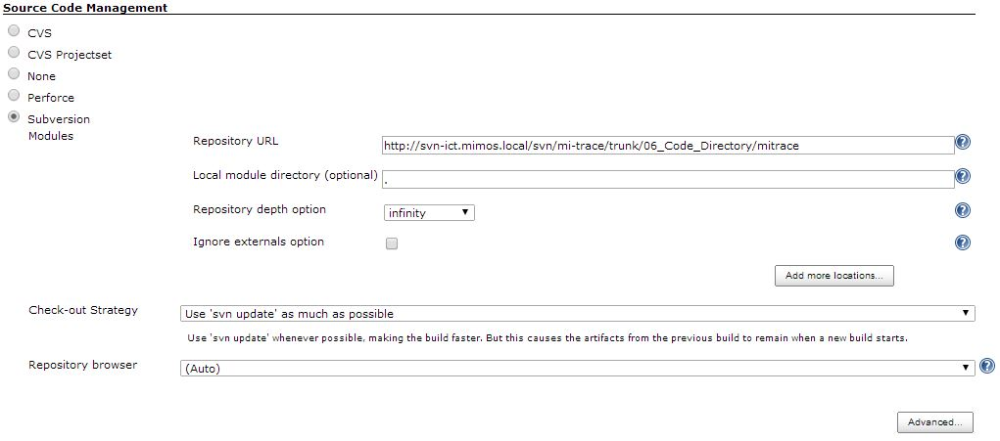 Source Code Management
CVS
CVS Projectset
None
Perforce
Subversion
Modules
Repository URL
http://svn-ict.mimos.local/svn/mi-trace/trunk/06_Code_Directory/mitrace
?
Local module directory (optional)
.
?
Repository depth option
infinity
?
Ignore externals option
?
Add more locations...
Check-out Strategy
Use 'svn update' as much as possible
Use 'svn update' whenever possible, making the build faster. But this causes the artifacts from the previous build to remain when a new build starts.
Repository browser
(Auto)
?
Advanced...